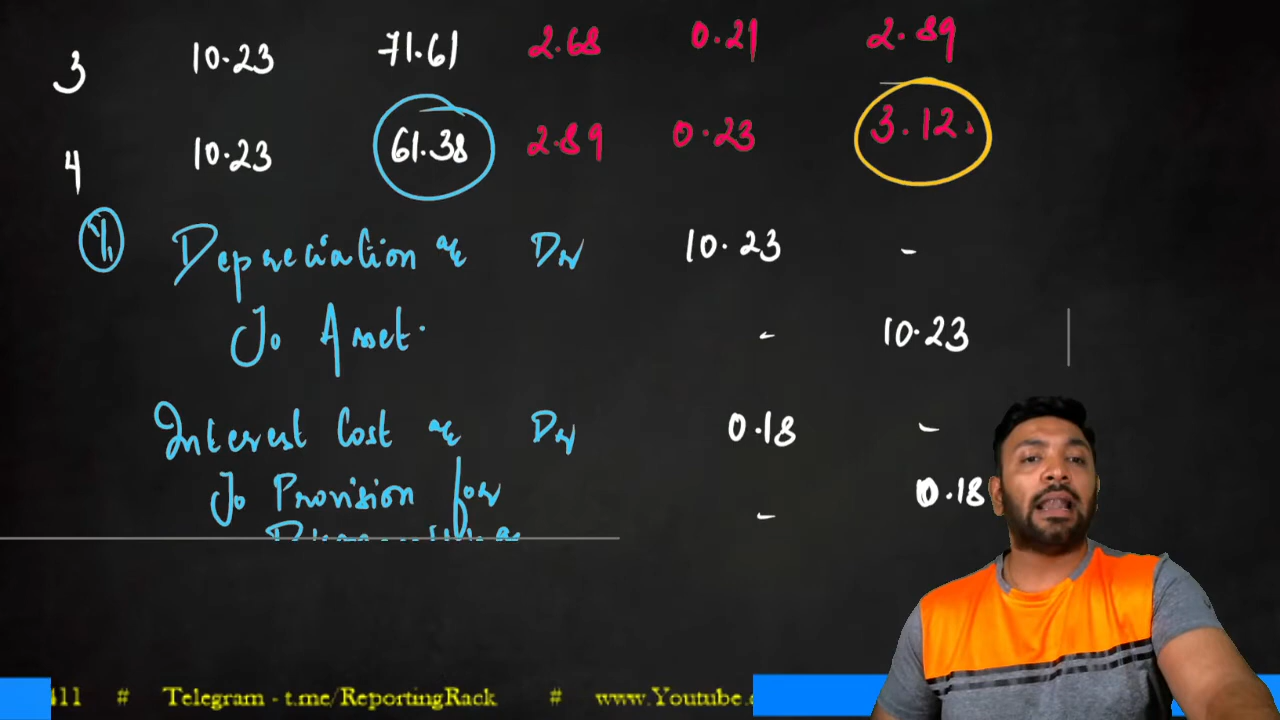 3 10.23 71.61 2.68 0.21 2.89
4 10.23 61.38 2.89 0.23 3.12
Y1 Depreciation a/c Dr 10.23 -
To Asset. - 10.23
Interest Cost a/c Dr 0.18 -
To Provision for - 0.18
411 # Telegram - t.me/ReportingRack # www.Youtube.